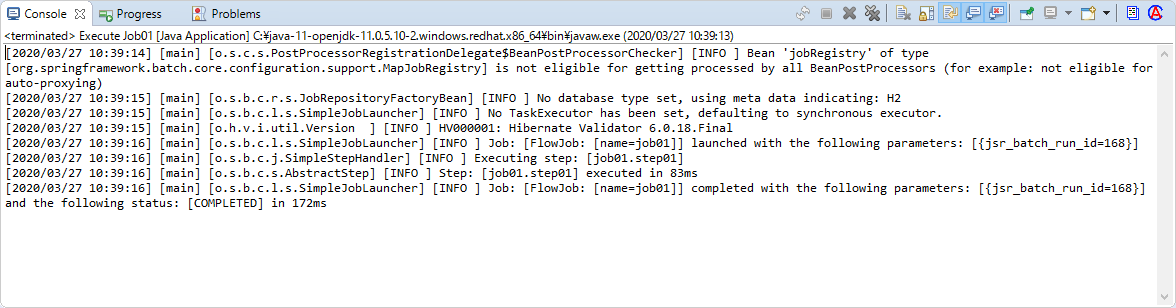 Console Progress Problems
<terminated> Execute Job01 [Java Application] C:¥java-11-openjdk-11.0.5.10-2.windows.redhat.x86_64¥bin¥javaw.exe (2020/03/27 10:39:13)
[2020/03/27 10:39:14] [main] [o.s.c.s.PostProcessorRegistrationDelegate$BeanPostProcessorChecker] [INFO ] Bean 'jobRegistry' of type
[org.springframework.batch.core.configuration.support.MapJobRegistry] is not eligible for getting processed by all BeanPostProcessors (for example: not eligible for
auto-proxying)
[2020/03/27 10:39:15] [main] [o.s.b.c.r.s.JobRepositoryFactoryBean] [INFO ] No database type set, using meta data indicating: H2
[2020/03/27 10:39:15] [main] [o.s.b.c.l.s.SimpleJobLauncher] [INFO ] No TaskExecutor has been set, defaulting to synchronous executor.
[2020/03/27 10:39:15] [main] [o.h.v.i.util.Version  ] [INFO ] HV000001: Hibernate Validator 6.0.18.Final
[2020/03/27 10:39:16] [main] [o.s.b.c.l.s.SimpleJobLauncher] [INFO ] Job: [FlowJob: [name=job01]] launched with the following parameters: [{jsr_batch_run_id=168}]
[2020/03/27 10:39:16] [main] [o.s.b.c.j.SimpleStepHandler] [INFO ] Executing step: [job01.step01]
[2020/03/27 10:39:16] [main] [o.s.b.c.s.AbstractStep] [INFO ] Step: [job01.step01] executed in 83ms
[2020/03/27 10:39:16] [main] [o.s.b.c.l.s.SimpleJobLauncher] [INFO ] Job: [FlowJob: [name=job01]] completed with the following parameters: [{jsr_batch_run_id=168}]
and the following status: [COMPLETED] in 172ms